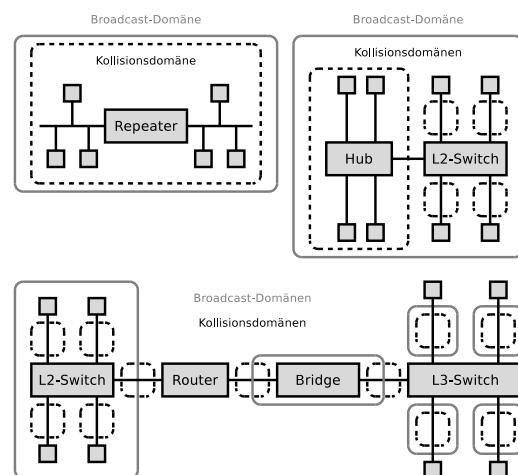 Broadcast-Domäne
Kollisionsdomäne
Repeater
Broadcast-Domäne
Kollisionsdomänen
Hub
L2-Switch
Broadcast-Domänen
Kollisionsdomänen
L2-Switch
Router
Bridge
L3-Switch